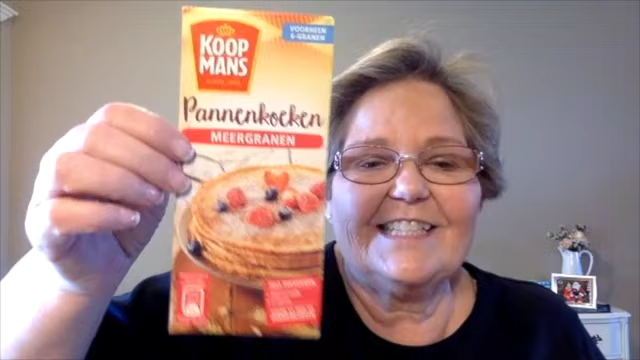 KOOP
MANS
VOORHEEN
6-GRANEN
Pannenkoeken
MEERGRANEN